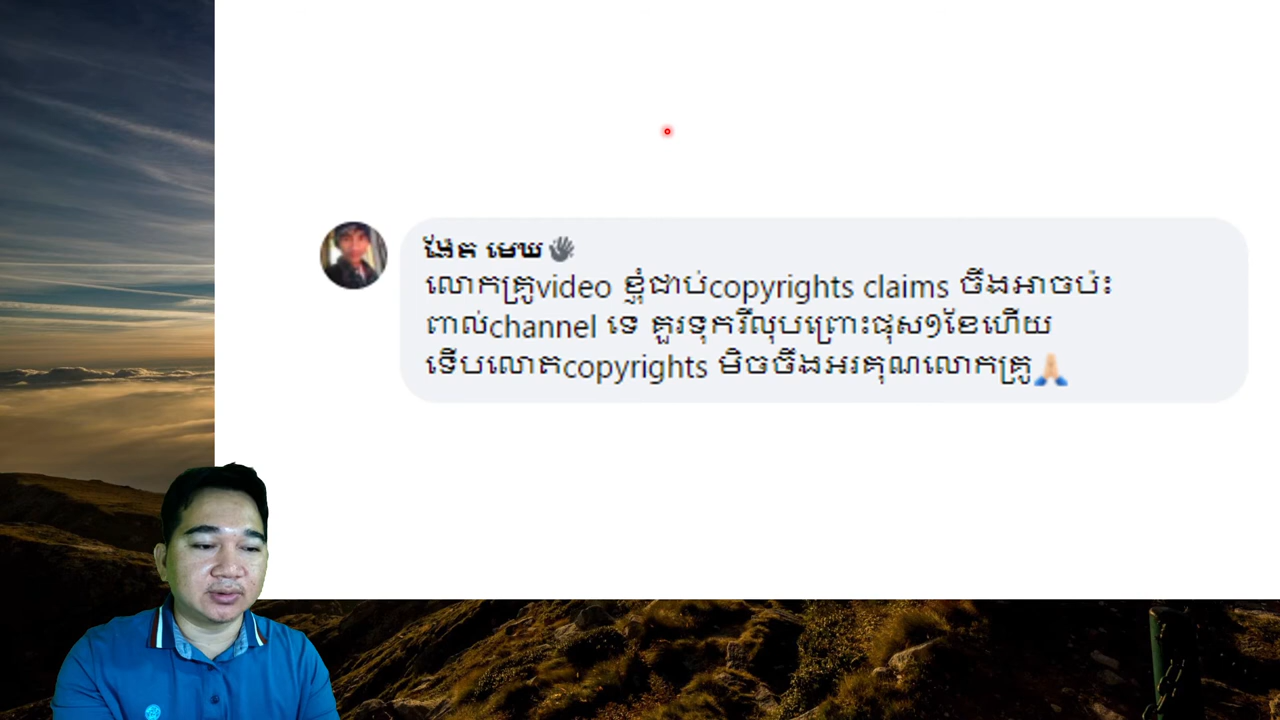 ង៉ែត មេឃ
លោកគ្រូvideo ខ្ញុំជាប់copyrights claims ចឹងអាចប៉ះ
ពាល់channel ទេ គួរទុករឺលុបព្រោះផុស១ខែហើយ
ទើបលោតcopyrights មិចចឹងអរគុណលោកគ្រូ🙏